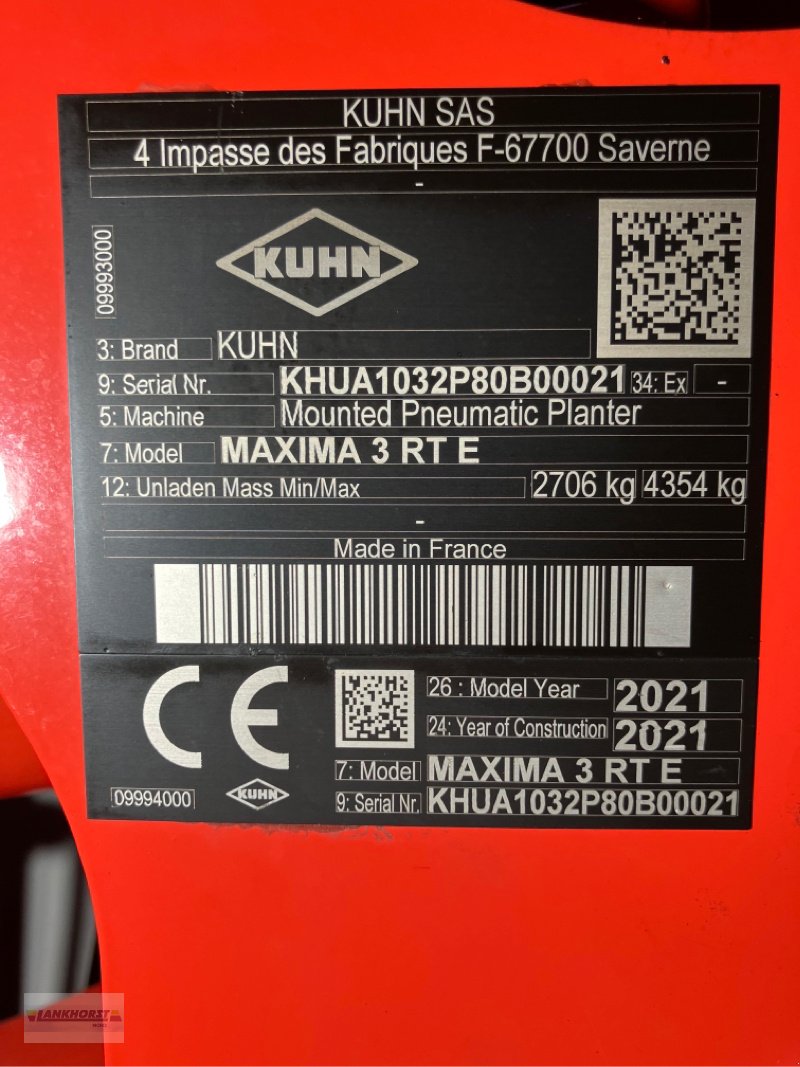 KUHN SAS
4 Impasse des Fabriques F-67700 Saverne
-
09993000
KUHN
3: Brand KUHN
9: Serial Nr. KHUA1032P80B00021 34: Ex -
5: Machine Mounted Pneumatic Planter
7: Model MAXIMA 3 RT E
12: Unladen Mass Min/Max 2706 kg 4354 kg
-
Made in France
CE
26 : Model Year 2021
24: Year of Construction 2021
7: Model MAXIMA 3 RT E
09994000 KUHN 9: Serial Nr. KHUA1032P80B00021
LANKHORST